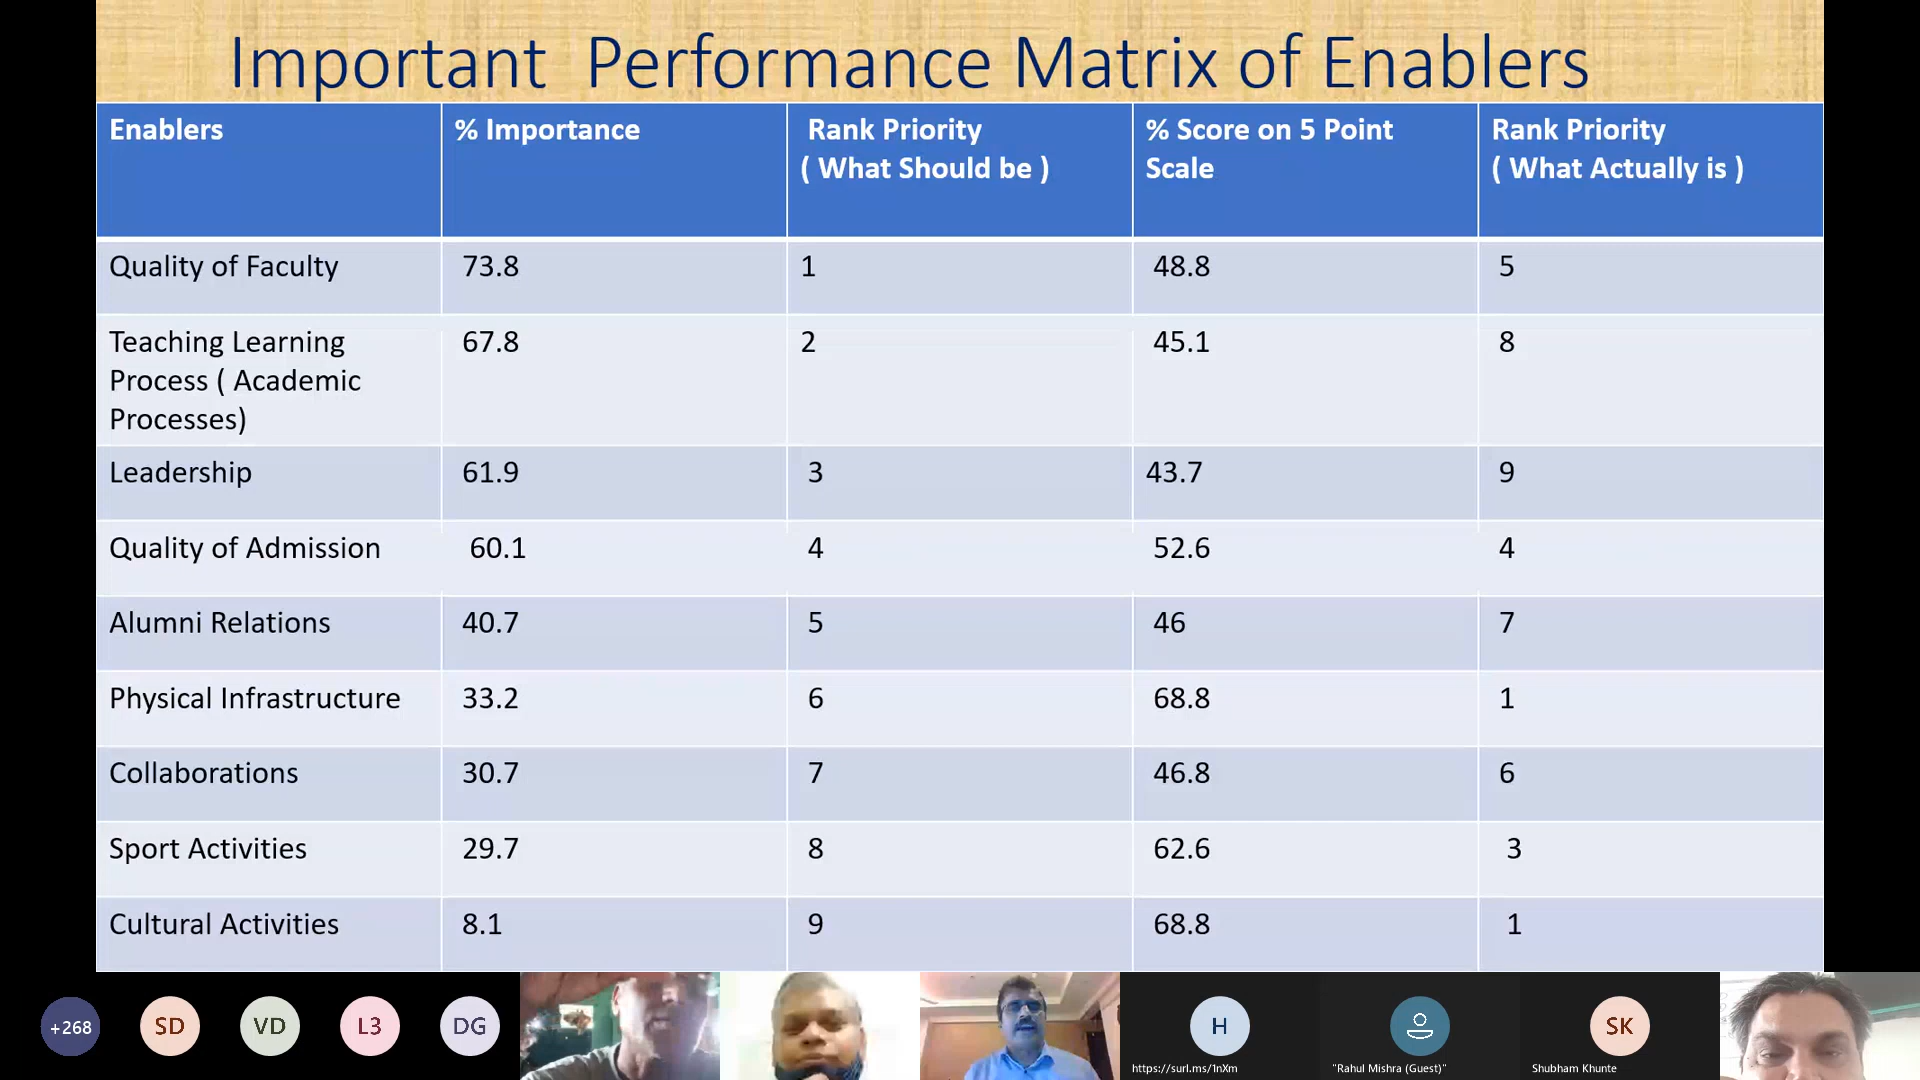 Important Performance Matrix of Enablers
Enablers % Importance Rank Priority % Score on 5 Point Rank Priority
( What Should be ) Scale ( What Actually is )
Quality of Faculty 73.8 1 48.8 5
Teaching Learning 67.8 2 45.1 8
Process ( Academic
Processes)
Leadership 61.9 3 43.7 9
Quality of Admission 60.1 4 52.6 4
Alumni Relations 40.7 5 46 7
Physical Infrastructure 33.2 6 68.8 1
Collaborations 30.7 7 46.8 6
Sport Activities 29.7 8 62.6 3
Cultural Activities 8.1 9 68.8 1
+268 SD VD L3 DG H SK
https://surl.ms/1nXm "Rahul Mishra (Guest)" Shubham Khunte